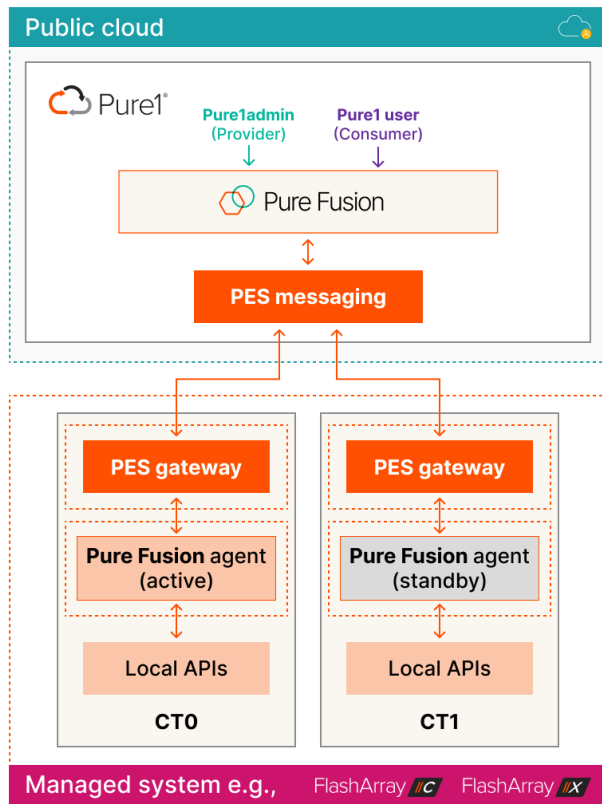 Public cloud
Pure1®
Pure1admin
(Provider)
Pure1 user
(Consumer)
Pure Fusion
PES messaging
PES gateway
PES gateway
Pure Fusion agent
(active)
Pure Fusion agent
(standby)
Local APIs
Local APIs
CT0
CT1
Managed system e.g.,
FlashArray //C
FlashArray //X